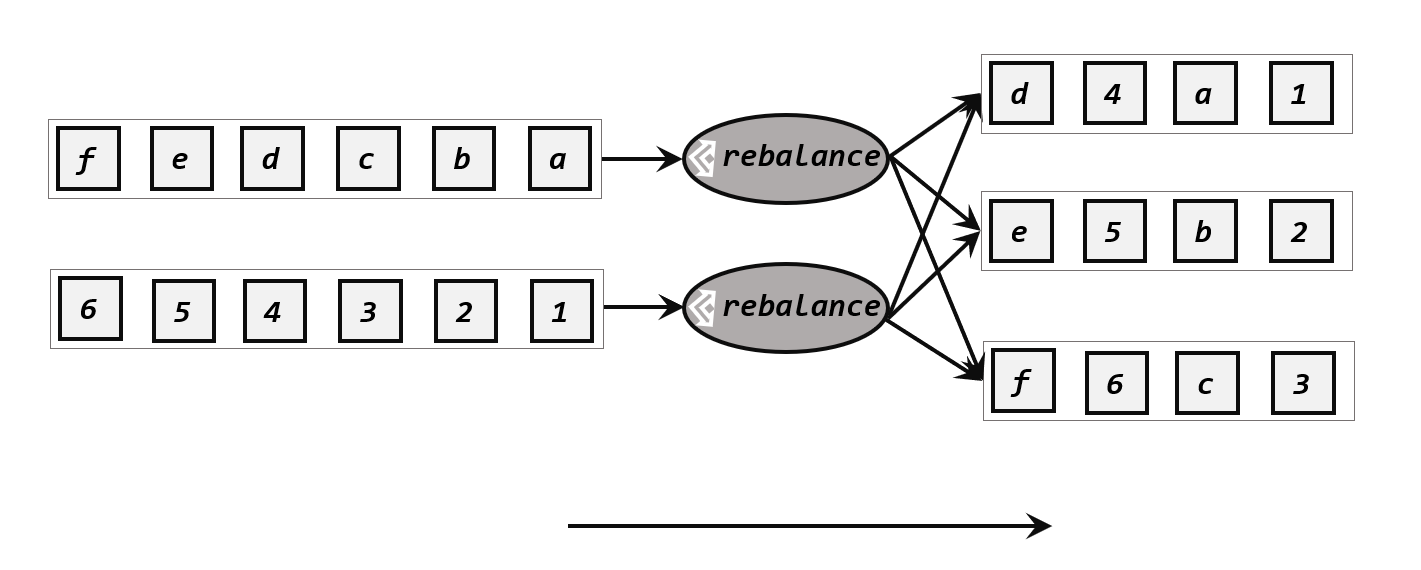 f e d c b a
rebalance
6 5 4 3 2 1
rebalance
d 4 a 1
e 5 b 2
f 6 c 3